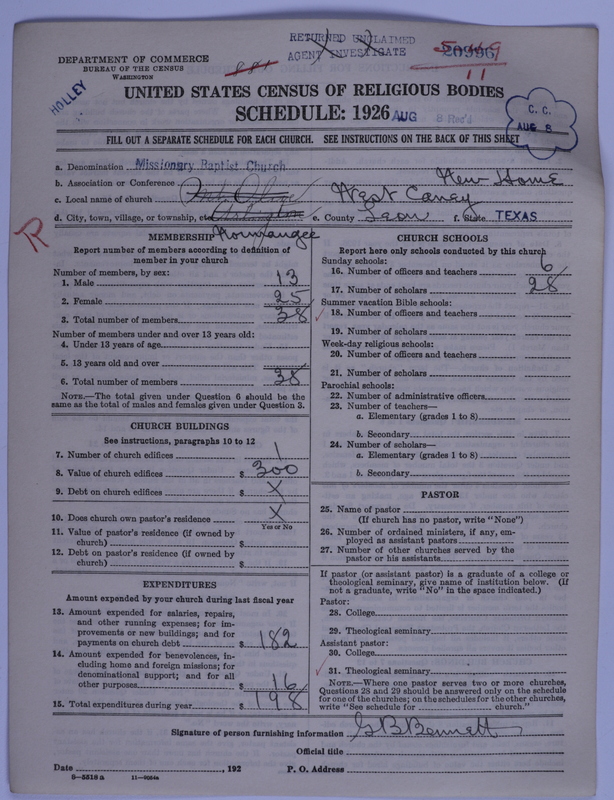 RETURNED UNCLAIMED
AGENT INVESTIGATE
20996
11
DEPARTMENT OF COMMERCE
BUREAU OF THE CENSUS
WASHINGTON
HOLLEY
UNITED STATES CENSUS OF RELIGIOUS BODIES
SCHEDULE: 1926
AUG 8 Rec'd
C. C.
AUG 8
FILL OUT A SEPARATE SCHEDULE FOR EACH CHURCH. SEE INSTRUCTIONS ON THE BACK OF THIS SHEET
a. Denomination Missionary Baptist Church
b. Association or Conference New Home
c. Local name of church West Caney
d. City, town, village, or township, etc. e. County Leon f. State TEXAS
Normangee
R
MEMBERSHIP
Report number of members according to definition of
member in your church
Number of members, by sex:
1. Male 13
2. Female 25
3. Total number of members 38
Number of members under and over 13 years old:
4. Under 13 years of age
5. 13 years old and over
6. Total number of members 38
NOTE.—The total given under Question 6 should be
same as the total of males and females given under Question 3.
CHURCH BUILDINGS
See instructions, paragraphs 10 to 12
7. Number of church edifices 1
8. Value of church edifices $ 300
9. Debt on church edifices $ X
10. Does church own pastor's residence X
Yes or No
11. Value of pastor's residence (if owned by
church) $
12. Debt on pastor's residence (if owned by
church) $
EXPENDITURES
Amount expended by your church during last fiscal year
13. Amount expended for salaries, repairs,
and other running expenses; for im-
provements or new buildings; and for
payments on church debt $ 182
14. Amount expended for benevolences, in-
cluding home and foreign missions; for
denominational support; and for all
other purposes $ 16
15. Total expenditures during year $ 198
CHURCH SCHOOLS
Report here only schools conducted by this church
Sunday schools:
16. Number of officers and teachers 6
17. Number of scholars 28
Summer vacation Bible schools:
18. Number of officers and teachers
19. Number of scholars
Week-day religious schools:
20. Number of officers and teachers
21. Number of scholars
Parochial schools:
22. Number of administrative officers
23. Number of teachers—
a. Elementary (grades 1 to 8)
b. Secondary
24. Number of scholars—
a. Elementary (grades 1 to 8)
b. Secondary
PASTOR
25. Name of pastor
(If church has no pastor, write "None")
26. Number of ordained ministers, if any, em-
ployed as assistant pastors
27. Number of other churches served by the
pastor or his assistants
If pastor (or assistant pastor) is a graduate of a college or
theological seminary, give name of institution below. (If
not a graduate, write "No" in the space indicated.)
Pastor:
28. College
29. Theological seminary
Assistant pastor:
30. College
31. Theological seminary
NOTE.—Where one pastor serves two or more churches,
Questions 28 and 29 should be answered only on the schedule
for one of the churches; on the schedules for the other churches,
write "See schedule for church."
Signature of person furnishing information G B Bennett
Official title
Date , 192 P. O. Address
8—5518 a